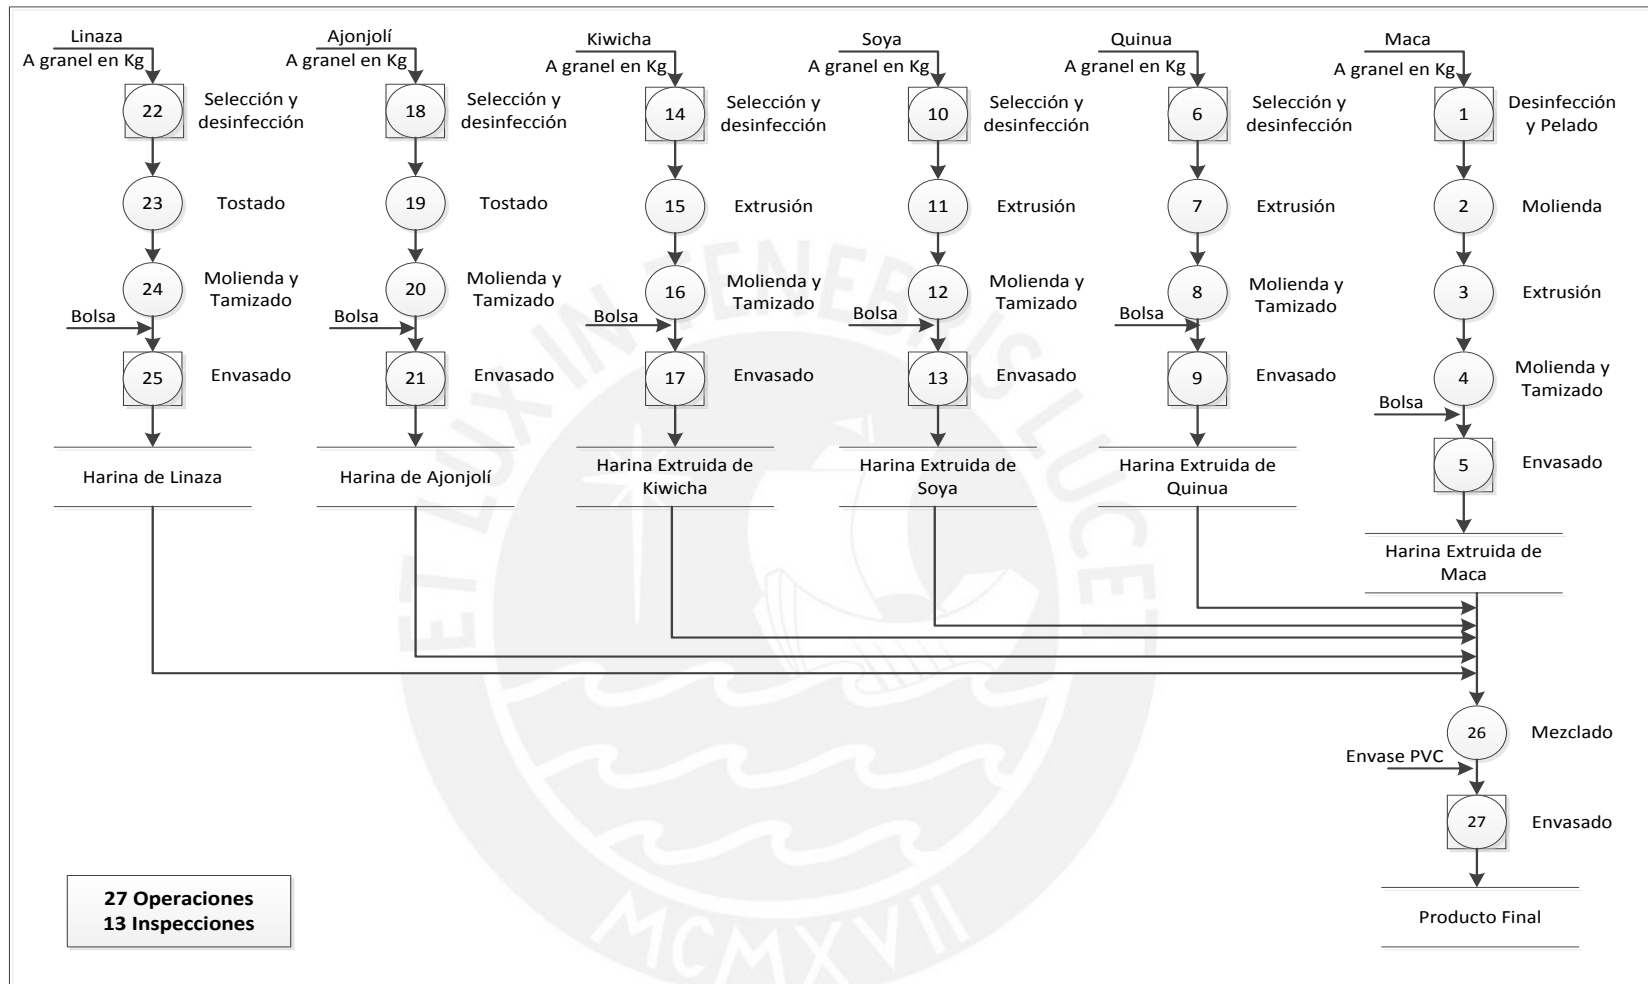 Linaza
A granel en Kg
22
Selección y
desinfección
23
Tostado
24
Molienda y
Tamizado
Bolsa
25
Envasado
Harina de Linaza
Ajonjolí
A granel en Kg
18
Selección y
desinfección
19
Tostado
20
Molienda y
Tamizado
Bolsa
21
Envasado
Harina de Ajonjolí
Kiwicha
A granel en Kg
14
Selección y
desinfección
15
Extrusión
16
Molienda y
Tamizado
Bolsa
17
Envasado
Harina Extruida de
Kiwicha
Soya
A granel en Kg
10
Selección y
desinfección
11
Extrusión
12
Molienda y
Tamizado
Bolsa
13
Envasado
Harina Extruida de
Soya
Quinua
A granel en Kg
6
Selección y
desinfección
7
Extrusión
8
Molienda y
Tamizado
Bolsa
9
Envasado
Harina Extruida de
Quinua
Maca
A granel en Kg
1
Desinfección
y Pelado
2
Molienda
3
Extrusión
4
Molienda y
Tamizado
Bolsa
5
Envasado
Harina Extruida de
Maca
26
Mezclado
Envase PVC
27
Envasado
Producto Final
27 Operaciones
13 Inspecciones
ET LUX IN TENEBRIS LUCET
MCMXVII